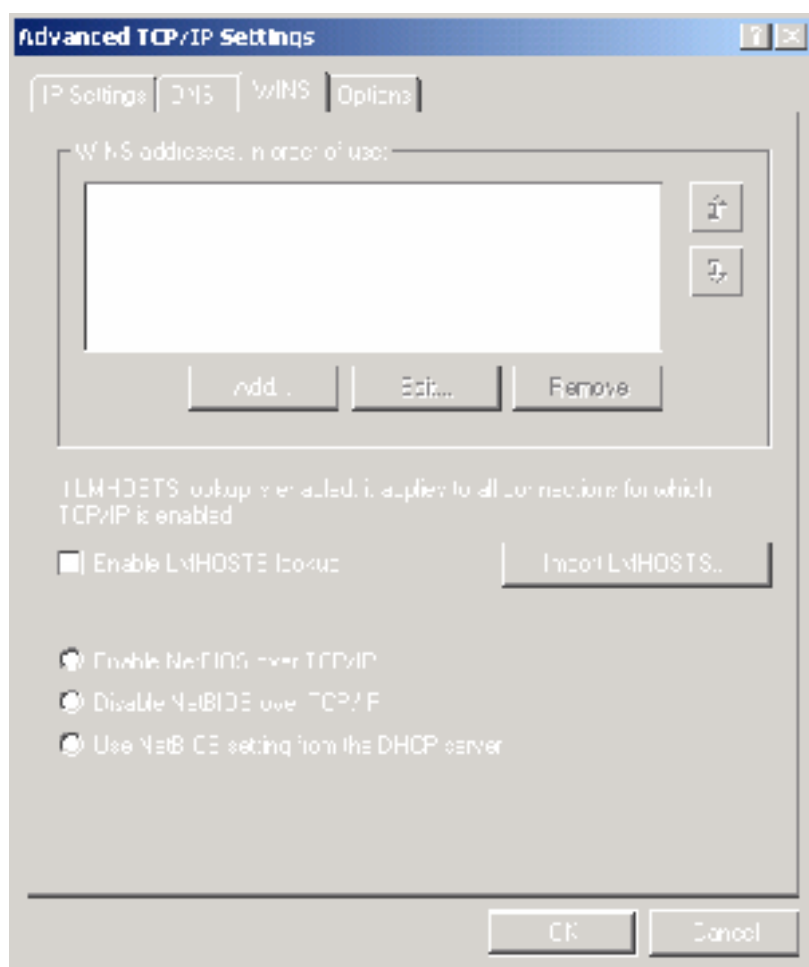 Advanced TCP/IP Settings
IP Settings DNS WINS Options
WINS addresses, in order of use:
Add... Edit... Remove
If LMHOSTS lookup is enabled, it applies to all connections for which
TCP/IP is enabled
Enable LMHOSTS lookup Import LMHOSTS...
Enable NetBIOS over TCP/IP
Disable NetBIOS over TCP/IP
Use NetBIOS setting from the DHCP server
OK Cancel